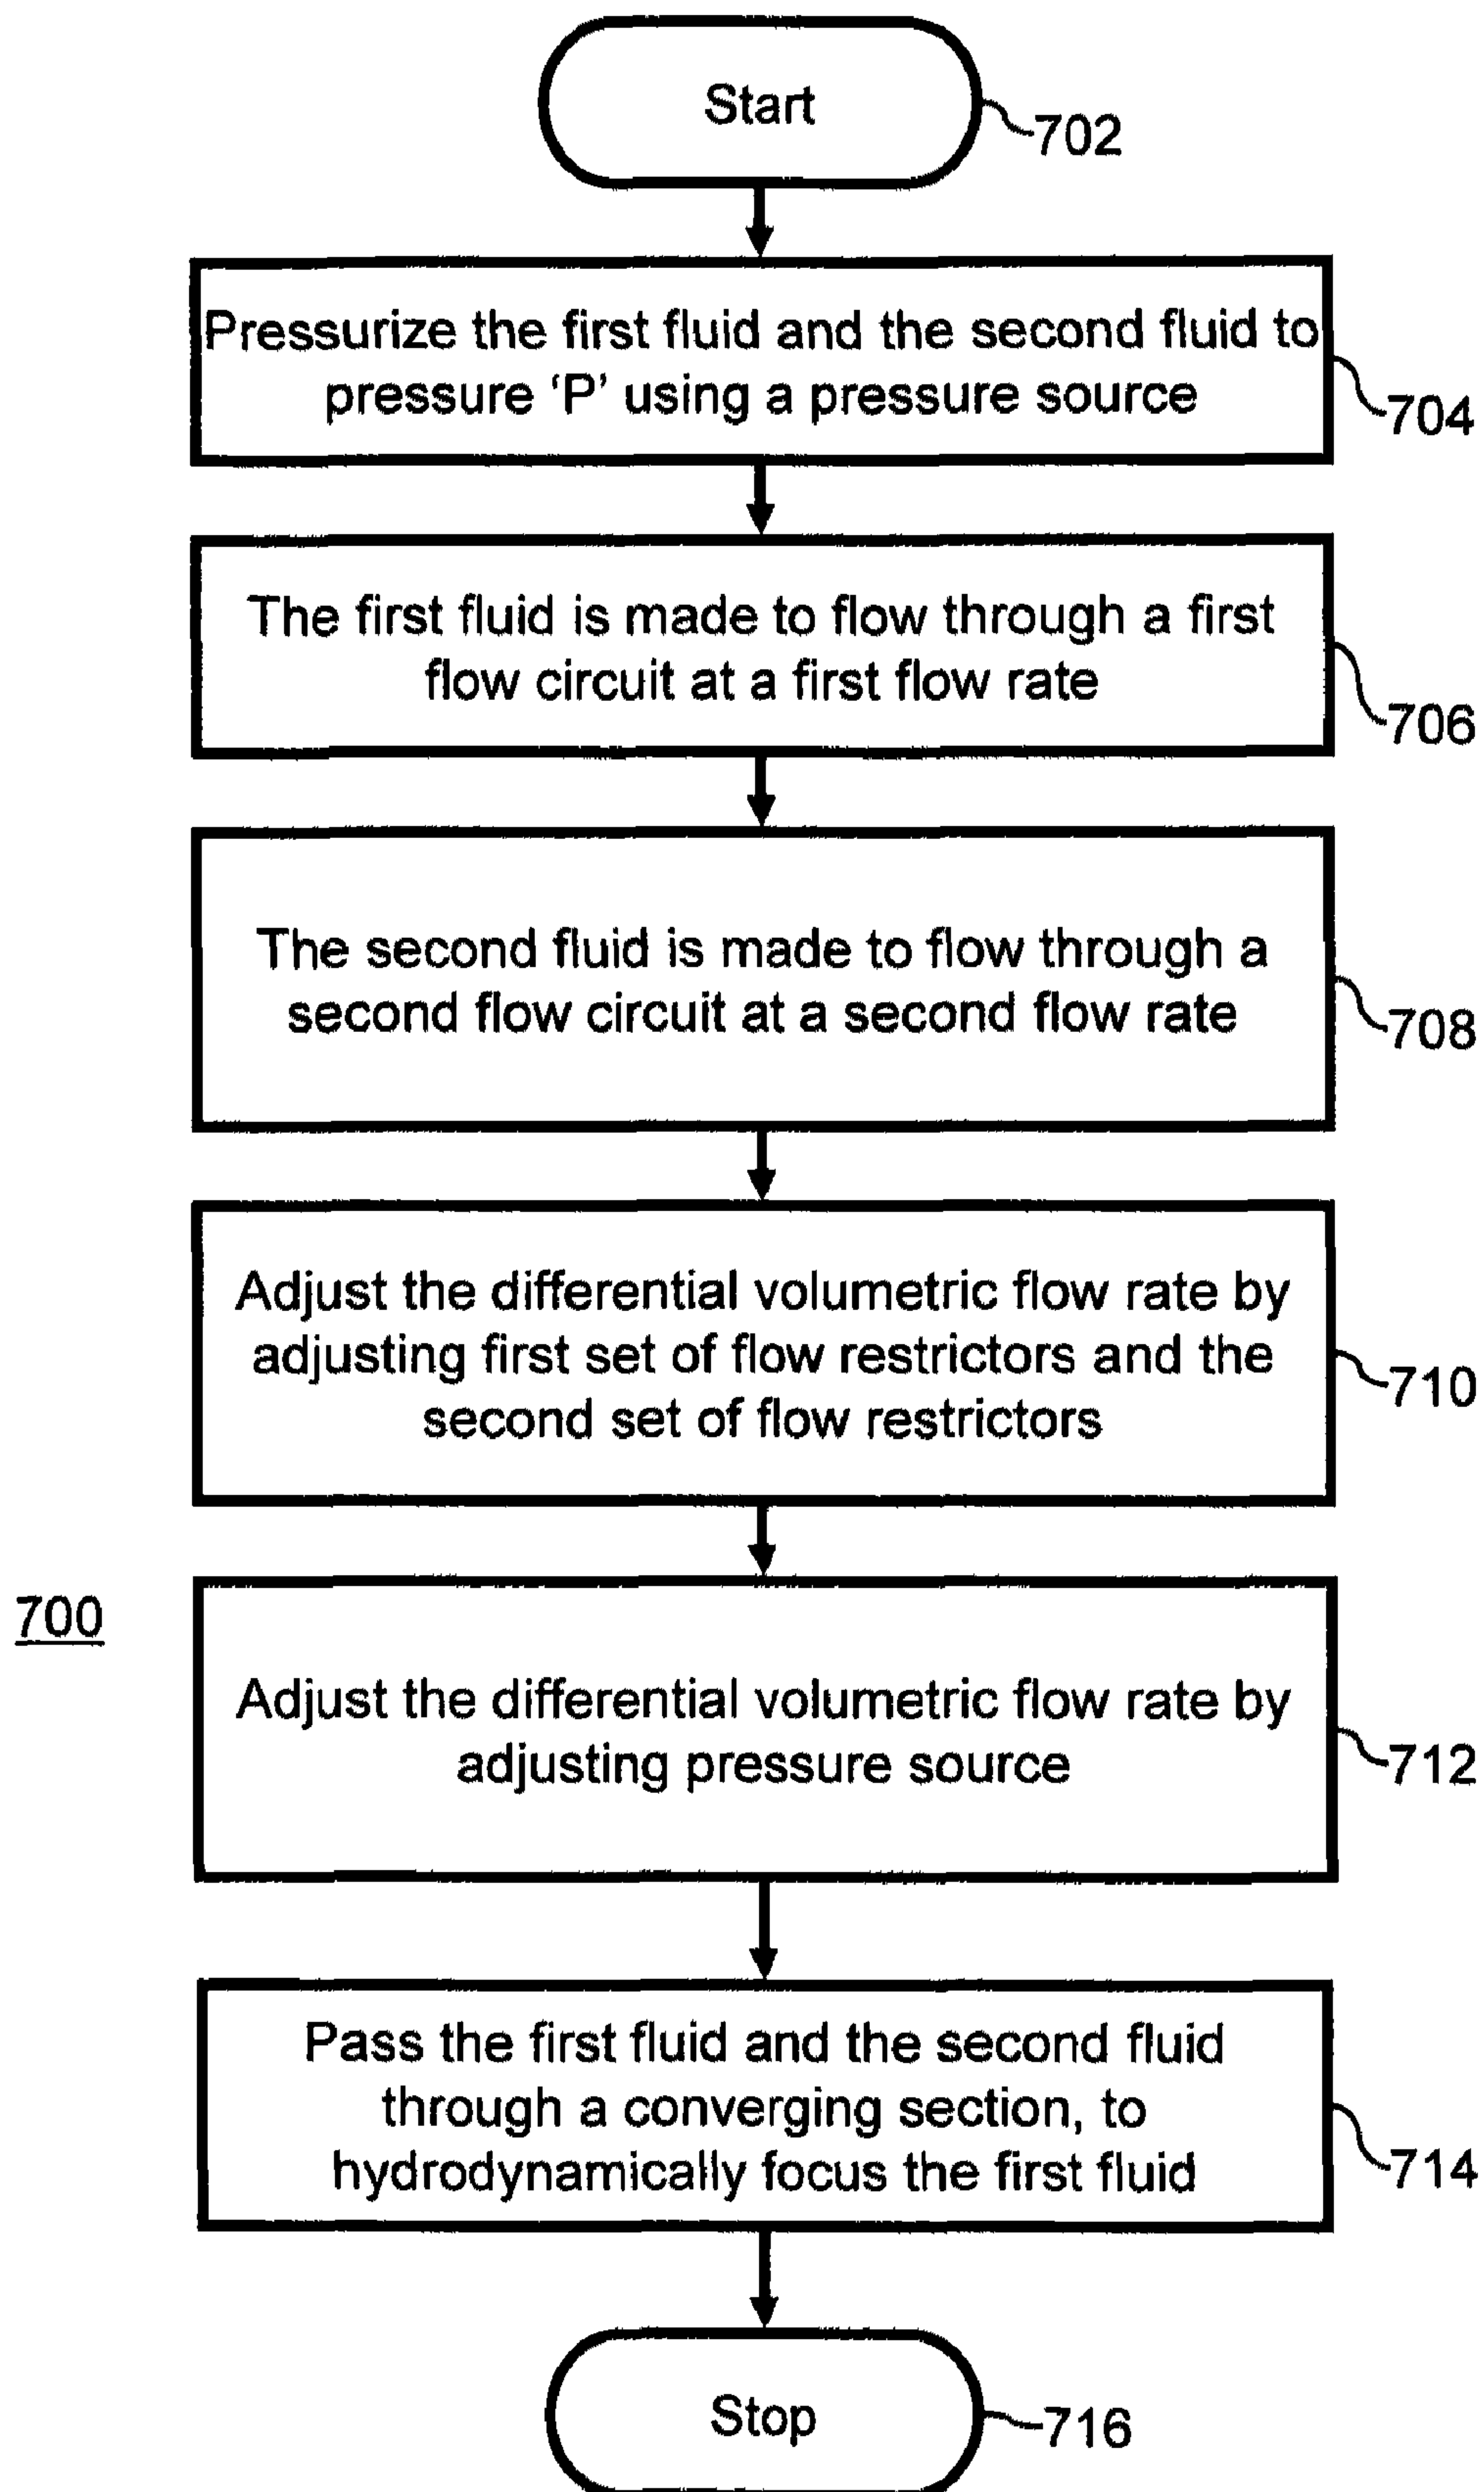 Start
702
Pressurize the first fluid and the second fluid to
pressure ‘P’ using a pressure source
704
The first fluid is made to flow through a first
flow circuit at a first flow rate
706
The second fluid is made to flow through a
second flow circuit at a second flow rate
708
Adjust the differential volumetric flow rate by
adjusting first set of flow restrictors and the
second set of flow restrictors
710
700
Adjust the differential volumetric flow rate by
adjusting pressure source
712
Pass the first fluid and the second fluid
through a converging section, to
hydrodynamically focus the first fluid
714
Stop
716